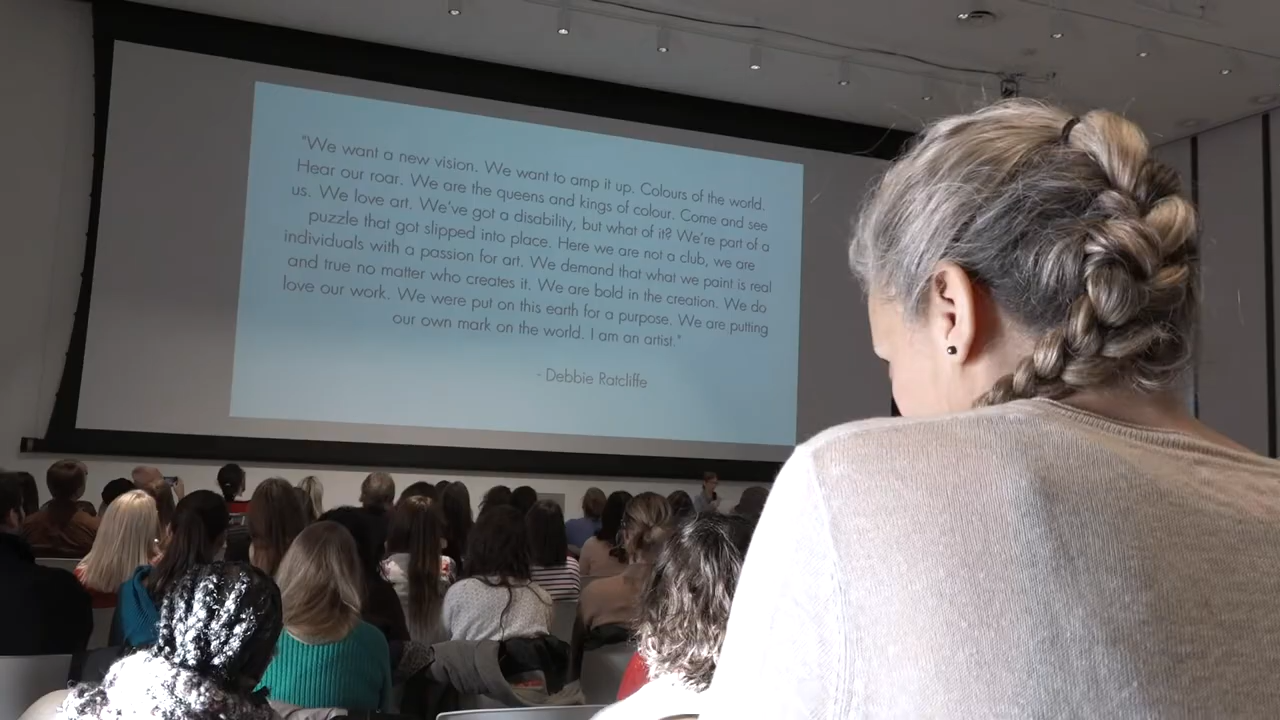 "We want a new vision. We want to amp it up. Colours of the world.
Hear our roar. We are the queens and kings of colour. Come and see
us. We love art. We've got a disability, but what of it? We're part of a
puzzle that got slipped into place. Here we are not a club, we are
individuals with a passion for art. We demand that what we paint is real
and true no matter who creates it. We are bold in the creation. We do
love our work. We were put on this earth for a purpose. We are putting
our own mark on the world. I am an artist."
- Debbie Ratcliffe